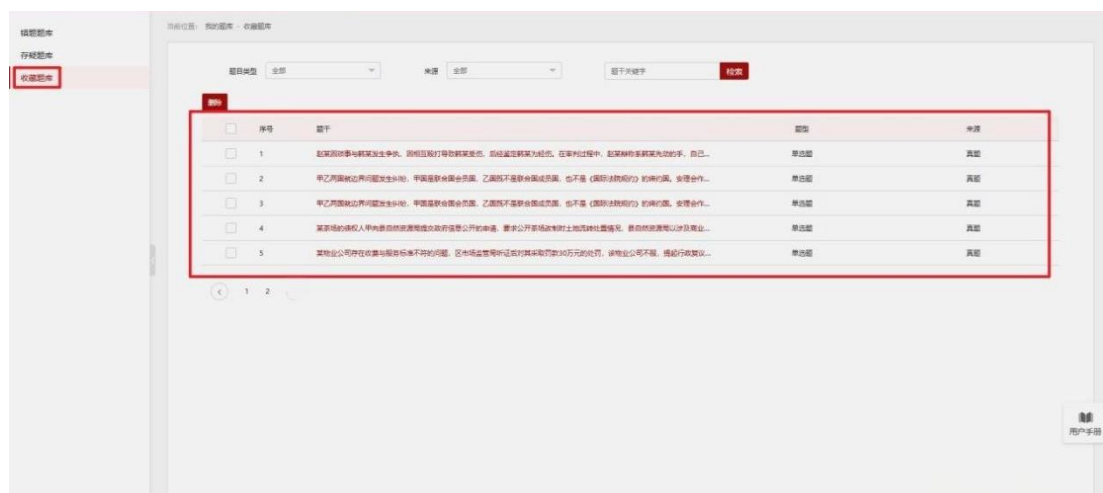 错题题库
存疑题库
收藏题库
当前位置: 我的题库 - 收藏题库
题目类型 全部 来源 全部 题干关键字 检索
删除
序号 题干 题型 来源
1 赵某因琐事与韩某发生争执,因相互殴打导致韩某受伤,后经鉴定韩某为轻伤。在审判过程中,赵某辩称系韩某先动的手,自己... 单选题 真题
2 甲乙两国就边界问题发生纠纷,甲国是联合国会员国,乙国既不是联合国成员国,也不是《国际法院规约》的缔约国。安理会作... 单选题 真题
3 甲乙两国就边界问题发生纠纷,甲国是联合国会员国,乙国既不是联合国成员国,也不是《国际法院规约》的缔约国。安理会作... 单选题 真题
4 某茶场的债权人甲向县自然资源局提交政府信息公开的申请,要求公开茶场改制时土地流转处置情况,县自然资源局以涉及商业... 单选题 真题
5 某物业公司存在收费与服务标准不符的问题,区市场监管局听证后对其采取罚款30万元的处罚,该物业公司不服,提起行政复议... 单选题 真题
1 2
用户手册